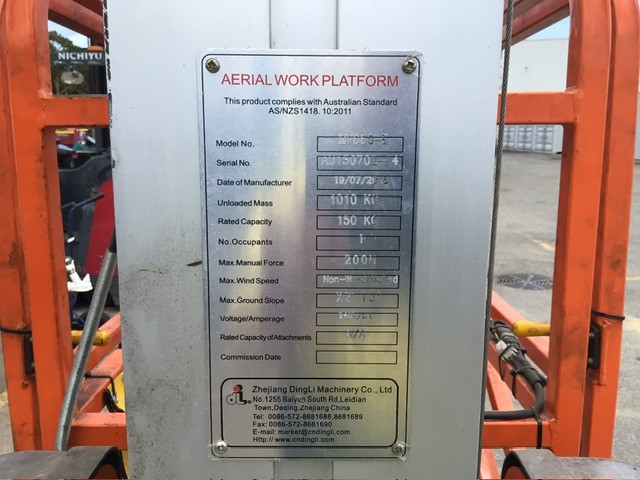 NICHIYU
AERIAL WORK PLATFORM
This product complies with Australian Standard
AS/NZS1418. 10:2011
Model No.
Serial No.
Date of Manufacturer 19/07/
Unloaded Mass 1010 KG
Rated Capacity 150 KG
No.Occupants 1
Max.Manual Force 200N
Max.Wind Speed
Max.Ground Slope
Voltage/Amperage
Rated Capacity of Attachments N/A
Commission Date
Zhejiang DingLi Machinery Co., Ltd
No.1255 Baiyun South Rd,Leidian
Town,Deqing,Zhejiang China
Tel: 0086-572-8681688,8681689
Fax: 0086-572-8681690
E-mail: market@cndingli.com
Http:// www.cndingli.com